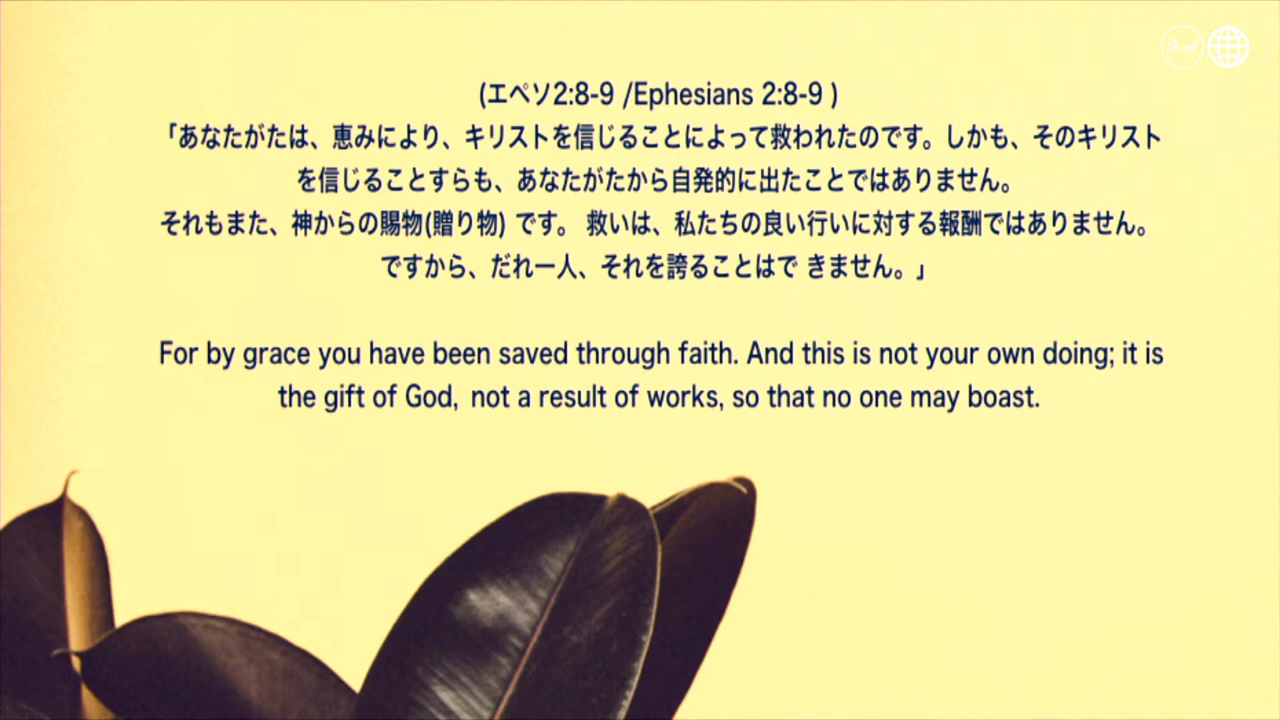 (エペソ2:8-9 /Ephesians 2:8-9 )
「あなたがたは、恵みにより、キリストを信じることによって救われたのです。しかも、そのキリスト
を信じることすらも、あなたがたから自発的に出たことではありません。
それもまた、神からの賜物(贈り物) です。 救いは、私たちの良い行いに対する報酬ではありません。
ですから、だれ一人、それを誇ることはで きません。」
For by grace you have been saved through faith. And this is not your own doing; it is
the gift of God, not a result of works, so that no one may boast.